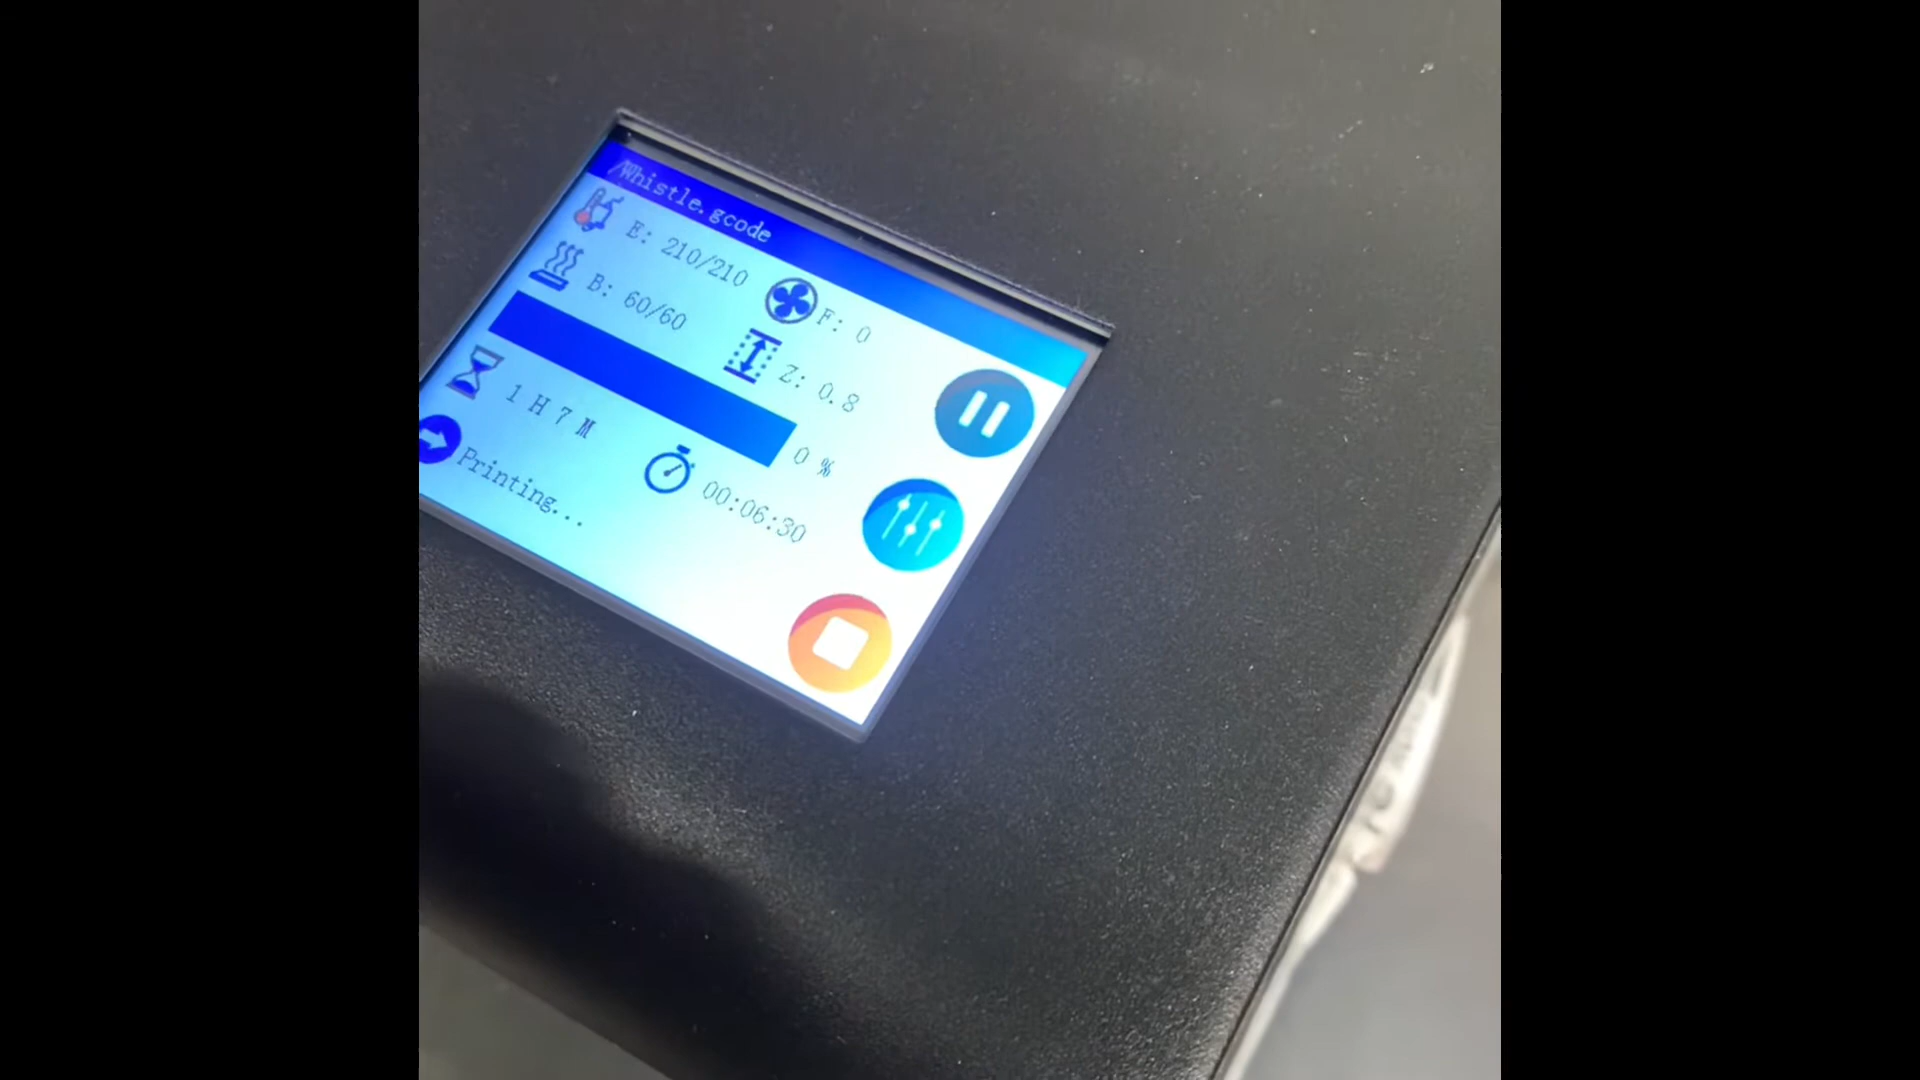 /Whistle.gcode
E: 210/210
F: 0
B: 60/60
Z: 0.8
0 %
1 H 7 M
00:06:30
Printing...